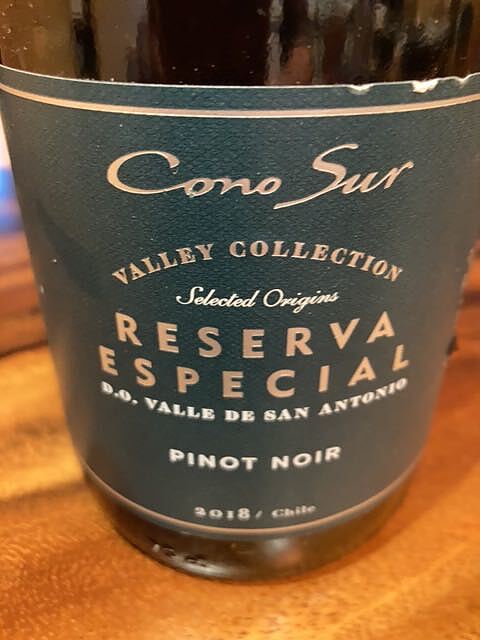 Cono Sur
VALLEY COLLECTION
Selected Origins
RESERVA
ESPECIAL
D.O. VALLE DE SAN ANTONIO
PINOT NOIR
2018 / Chile